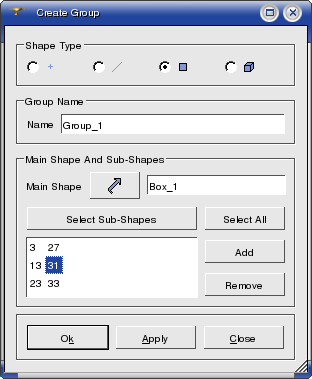 Create Group
Shape Type
Group Name
Name Group_1
Main Shape And Sub-Shapes
Main Shape Box_1
Select Sub-Shapes Select All
3 27
13 31
23 33
Add
Remove
Ok Apply Close